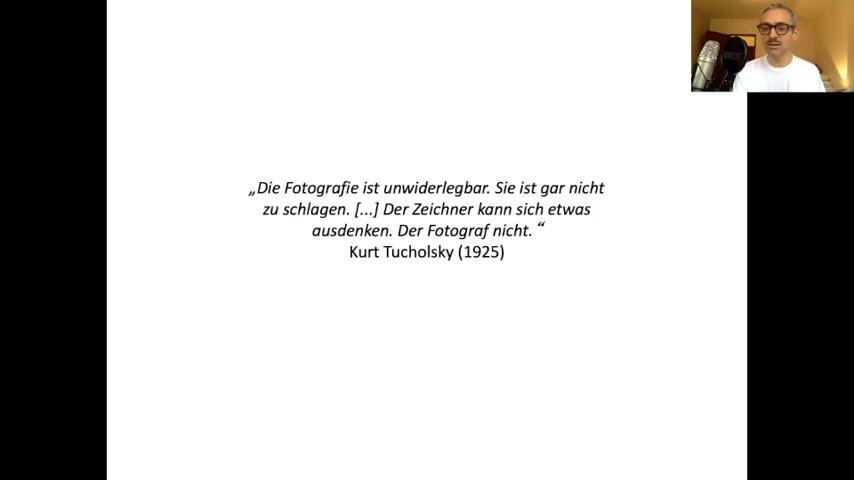 „Die Fotografie ist unwiderlegbar. Sie ist gar nicht
zu schlagen. [...] Der Zeichner kann sich etwas
ausdenken. Der Fotograf nicht. “
Kurt Tucholsky (1925)